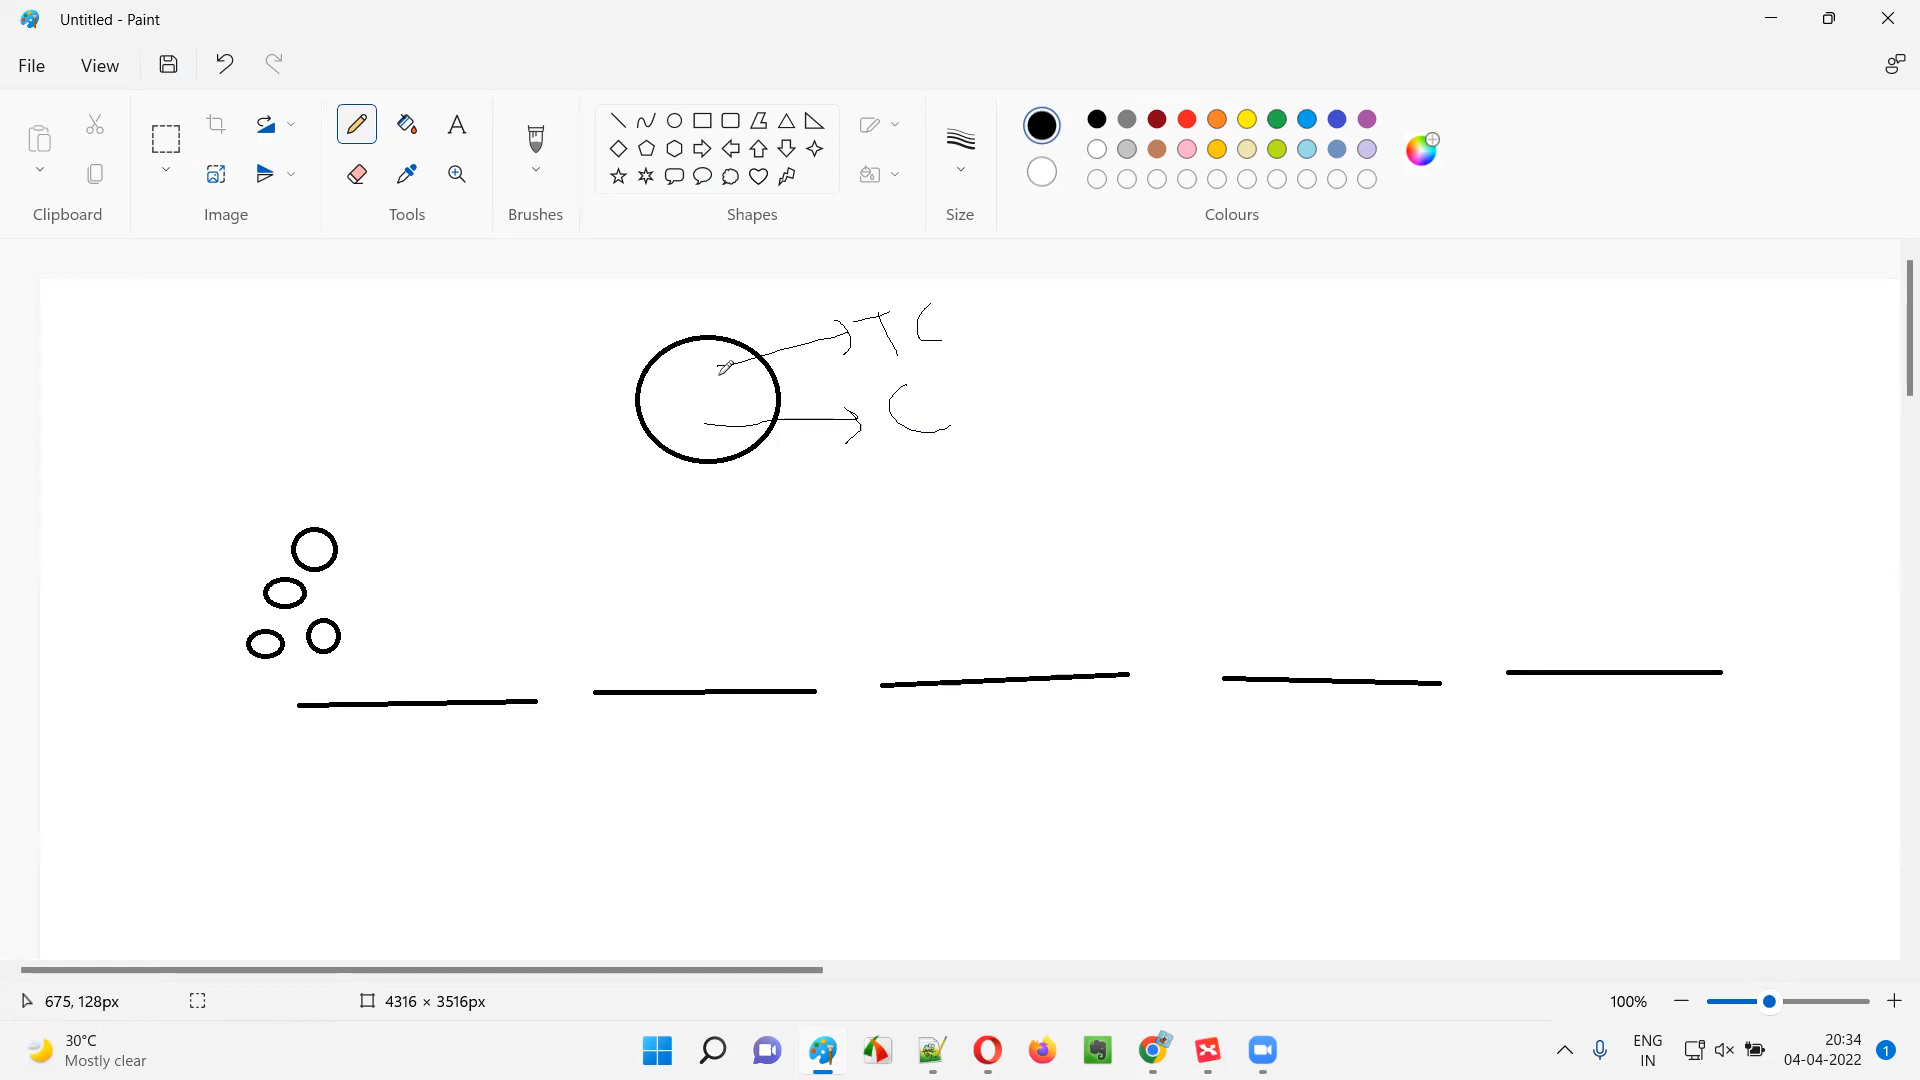 Untitled - Paint
File View
Clipboard Image Tools Brushes Shapes Size Colours
TC
C
675, 128px 4316 × 3516px 100%
30°C
Mostly clear
ENG
IN
20:34
04-04-2022
1